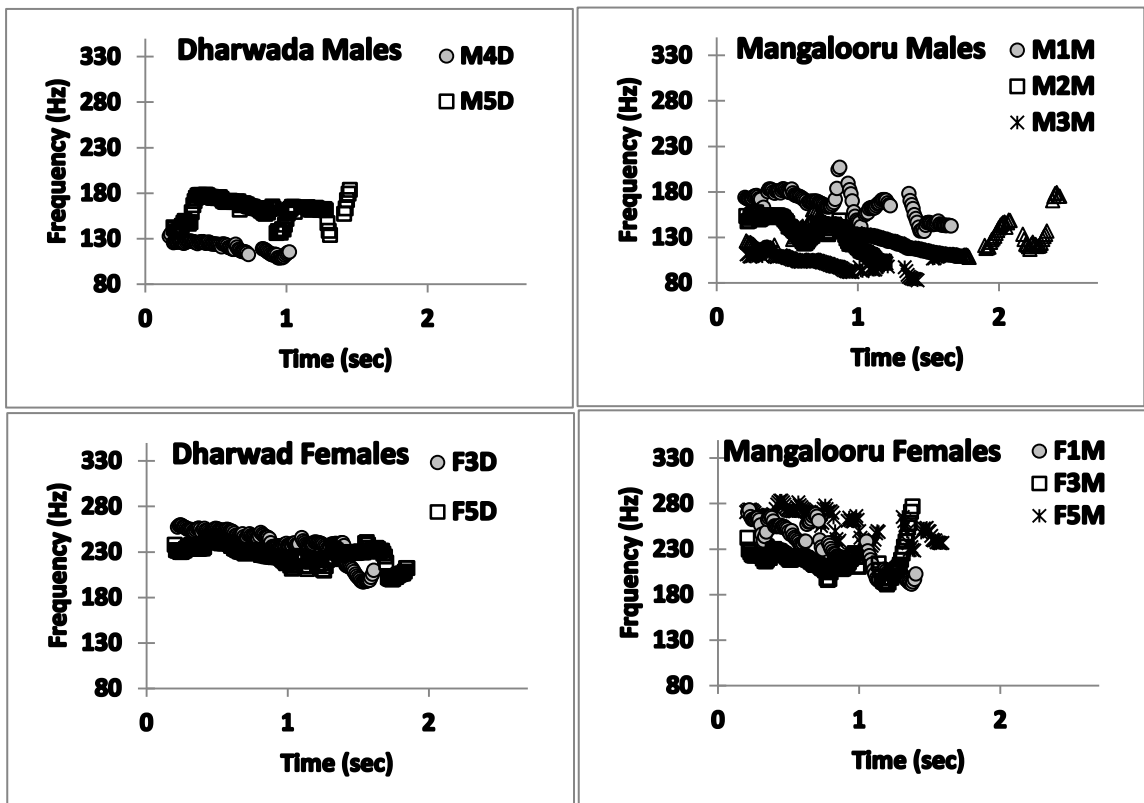 Dharwada Males
M4D
M5D
Frequency (Hz)
330
280
230
180
130
80
0 1 2
Time (sec)
Mangalooru Males
M1M
M2M
M3M
Frequency (Hz)
330
280
230
180
130
80
0 1 2
Time (sec)
Dharwad Females
F3D
F5D
Frequency (Hz)
330
280
230
180
130
80
0 1 2
Time (sec)
Mangalooru Females
F1M
F3M
F5M
Frquency (Hz)
330
280
230
180
130
80
0 1 2
Time (sec)